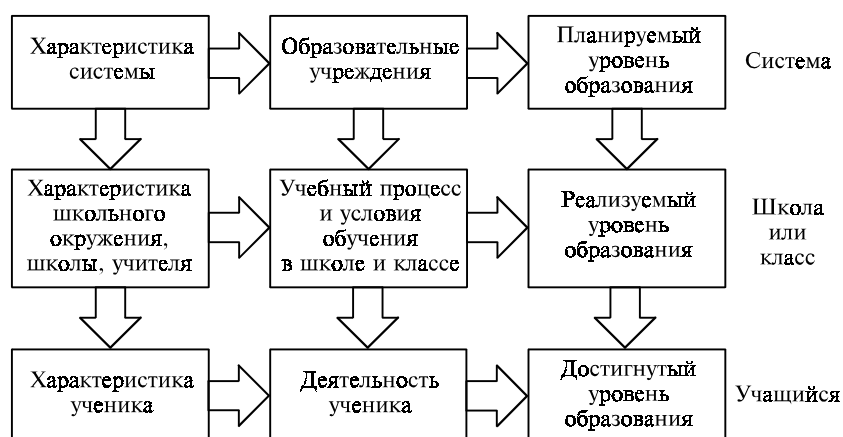 Характеристика
системы
Образовательные
учреждения
Планируемый
уровень
образования
Система
Характеристика
школьного
окружения,
школы, учителя
Учебный процесс
и условия
обучения
в школе и классе
Реализуемый
уровень
образования
Школа
или
класс
Характеристика
ученика
Деятельность
ученика
Достигнутый
уровень
образования
Учащийся